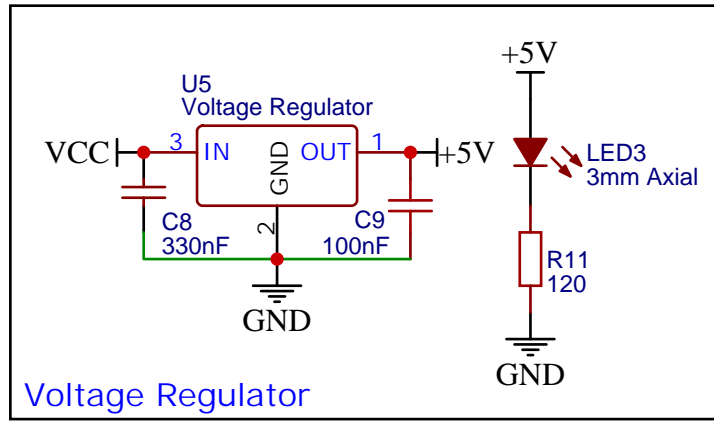 U5
Voltage Regulator
VCC
3
IN
GND
OUT
1
+5V
2
C8
330nF
C9
100nF
GND
+5V
LED3
3mm Axial
R11
120
GND
Voltage Regulator